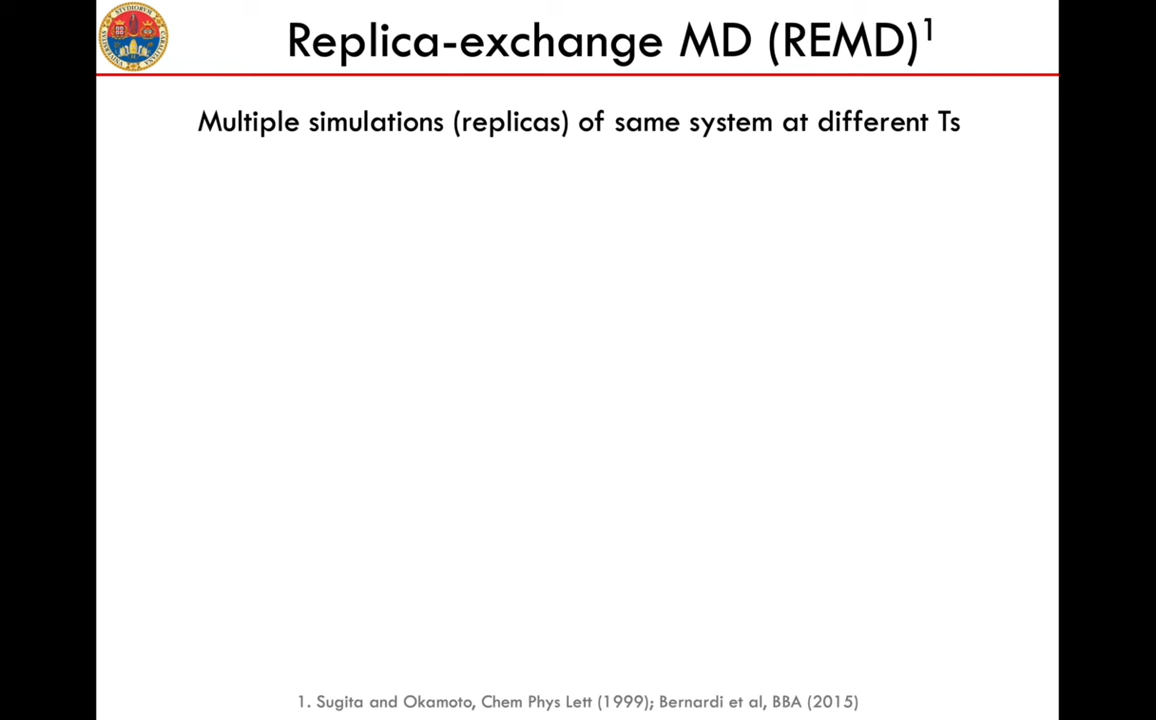 Replica-exchange MD (REMD)¹
Multiple simulations (replicas) of same system at different Ts
1. Sugita and Okamoto, Chem Phys Lett (1999); Bernardi et al, BBA (2015)